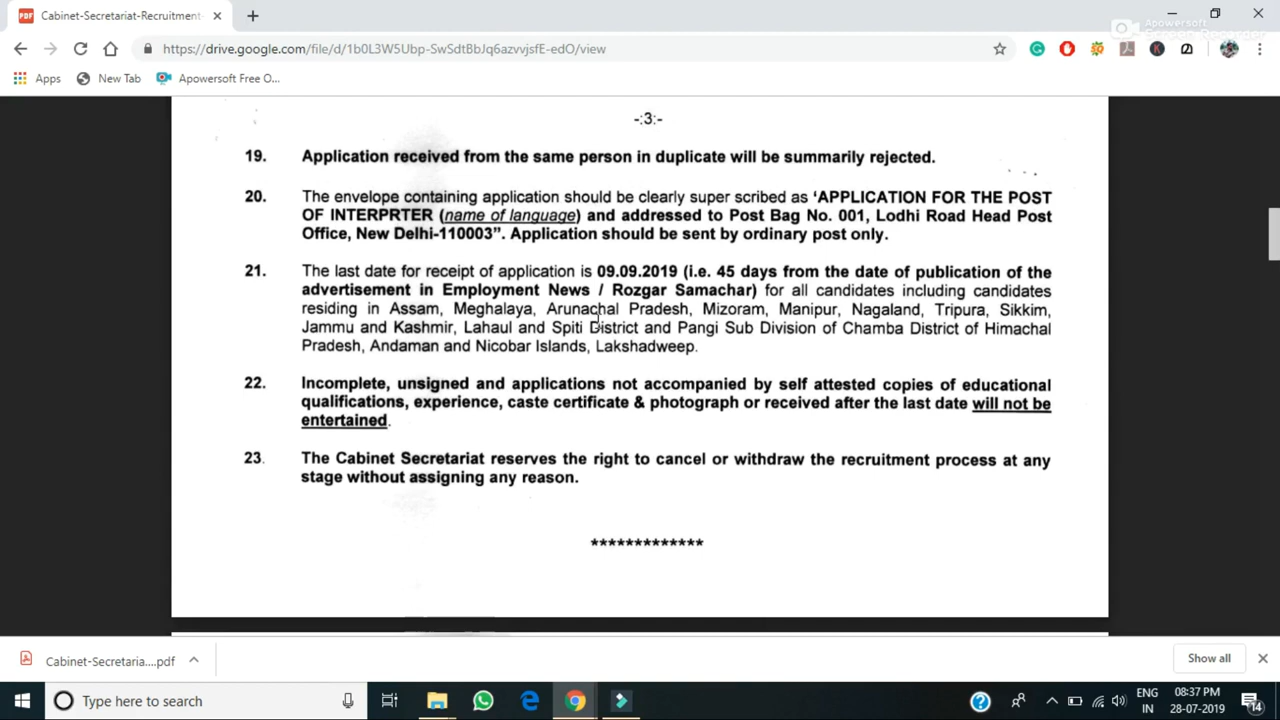 Cabinet-Secretariat-Recruitment-
Apowersoft
Screen Recorder
https://drive.google.com/file/d/1b0L3W5Ubp-SwSdtBbJq6azvvjsfE-edO/view
Apps
New Tab
Apowersoft Free O...
-:3:-
19. Application received from the same person in duplicate will be summarily rejected.
20. The envelope containing application should be clearly super scribed as ‘APPLICATION FOR THE POST
OF INTERPRTER (name of language) and addressed to Post Bag No. 001, Lodhi Road Head Post
Office, New Delhi-110003”. Application should be sent by ordinary post only.
21. The last date for receipt of application is 09.09.2019 (i.e. 45 days from the date of publication of the
advertisement in Employment News / Rozgar Samachar) for all candidates including candidates
residing in Assam, Meghalaya, Arunachal Pradesh, Mizoram, Manipur, Nagaland, Tripura, Sikkim,
Jammu and Kashmir, Lahaul and Spiti District and Pangi Sub Division of Chamba District of Himachal
Pradesh, Andaman and Nicobar Islands, Lakshadweep.
22. Incomplete, unsigned and applications not accompanied by self attested copies of educational
qualifications, experience, caste certificate & photograph or received after the last date will not be
entertained.
23. The Cabinet Secretariat reserves the right to cancel or withdraw the recruitment process at any
stage without assigning any reason.
*************
Cabinet-Secretaria....pdf
Show all
Type here to search
ENG
IN
08:37 PM
28-07-2019
14